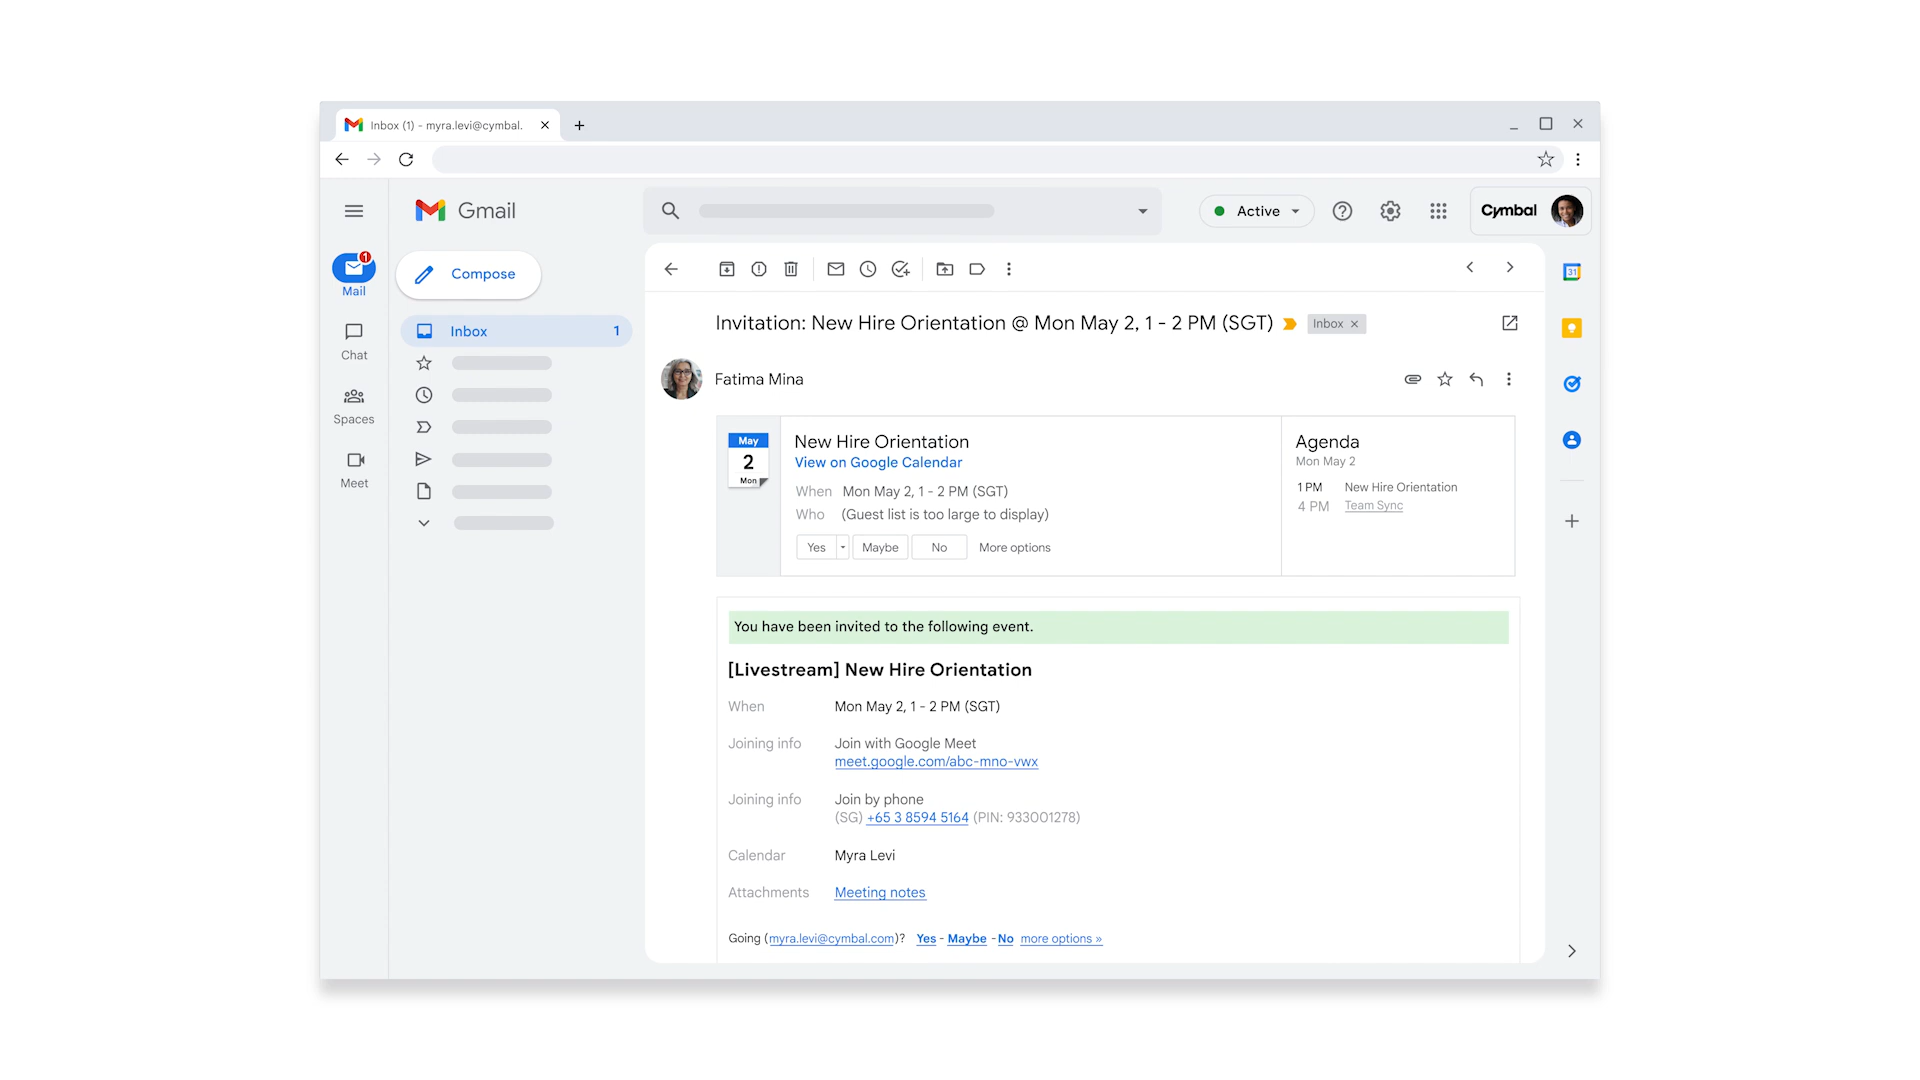 Inbox (1) - myra.levi@cymbal.
Gmail
Active
Cymbal
1
Mail
Compose
Inbox 1
Chat
Spaces
Meet
31
Invitation: New Hire Orientation @ Mon May 2, 1 - 2 PM (SGT) Inbox
Fatima Mina
May
2
Mon
New Hire Orientation
View on Google Calendar
When Mon May 2, 1 - 2 PM (SGT)
Who (Guest list is too large to display)
Yes Maybe No More options
Agenda
Mon May 2
1 PM New Hire Orientation
4 PM Team Sync
You have been invited to the following event.
[Livestream] New Hire Orientation
When Mon May 2, 1 - 2 PM (SGT)
Joining info Join with Google Meet
meet.google.com/abc-mno-vwx
Joining info Join by phone
(SG) +65 3 8594 5164 (PIN: 933001278)
Calendar Myra Levi
Attachments Meeting notes
Going (myra.levi@cymbal.com)? Yes - Maybe - No more options »